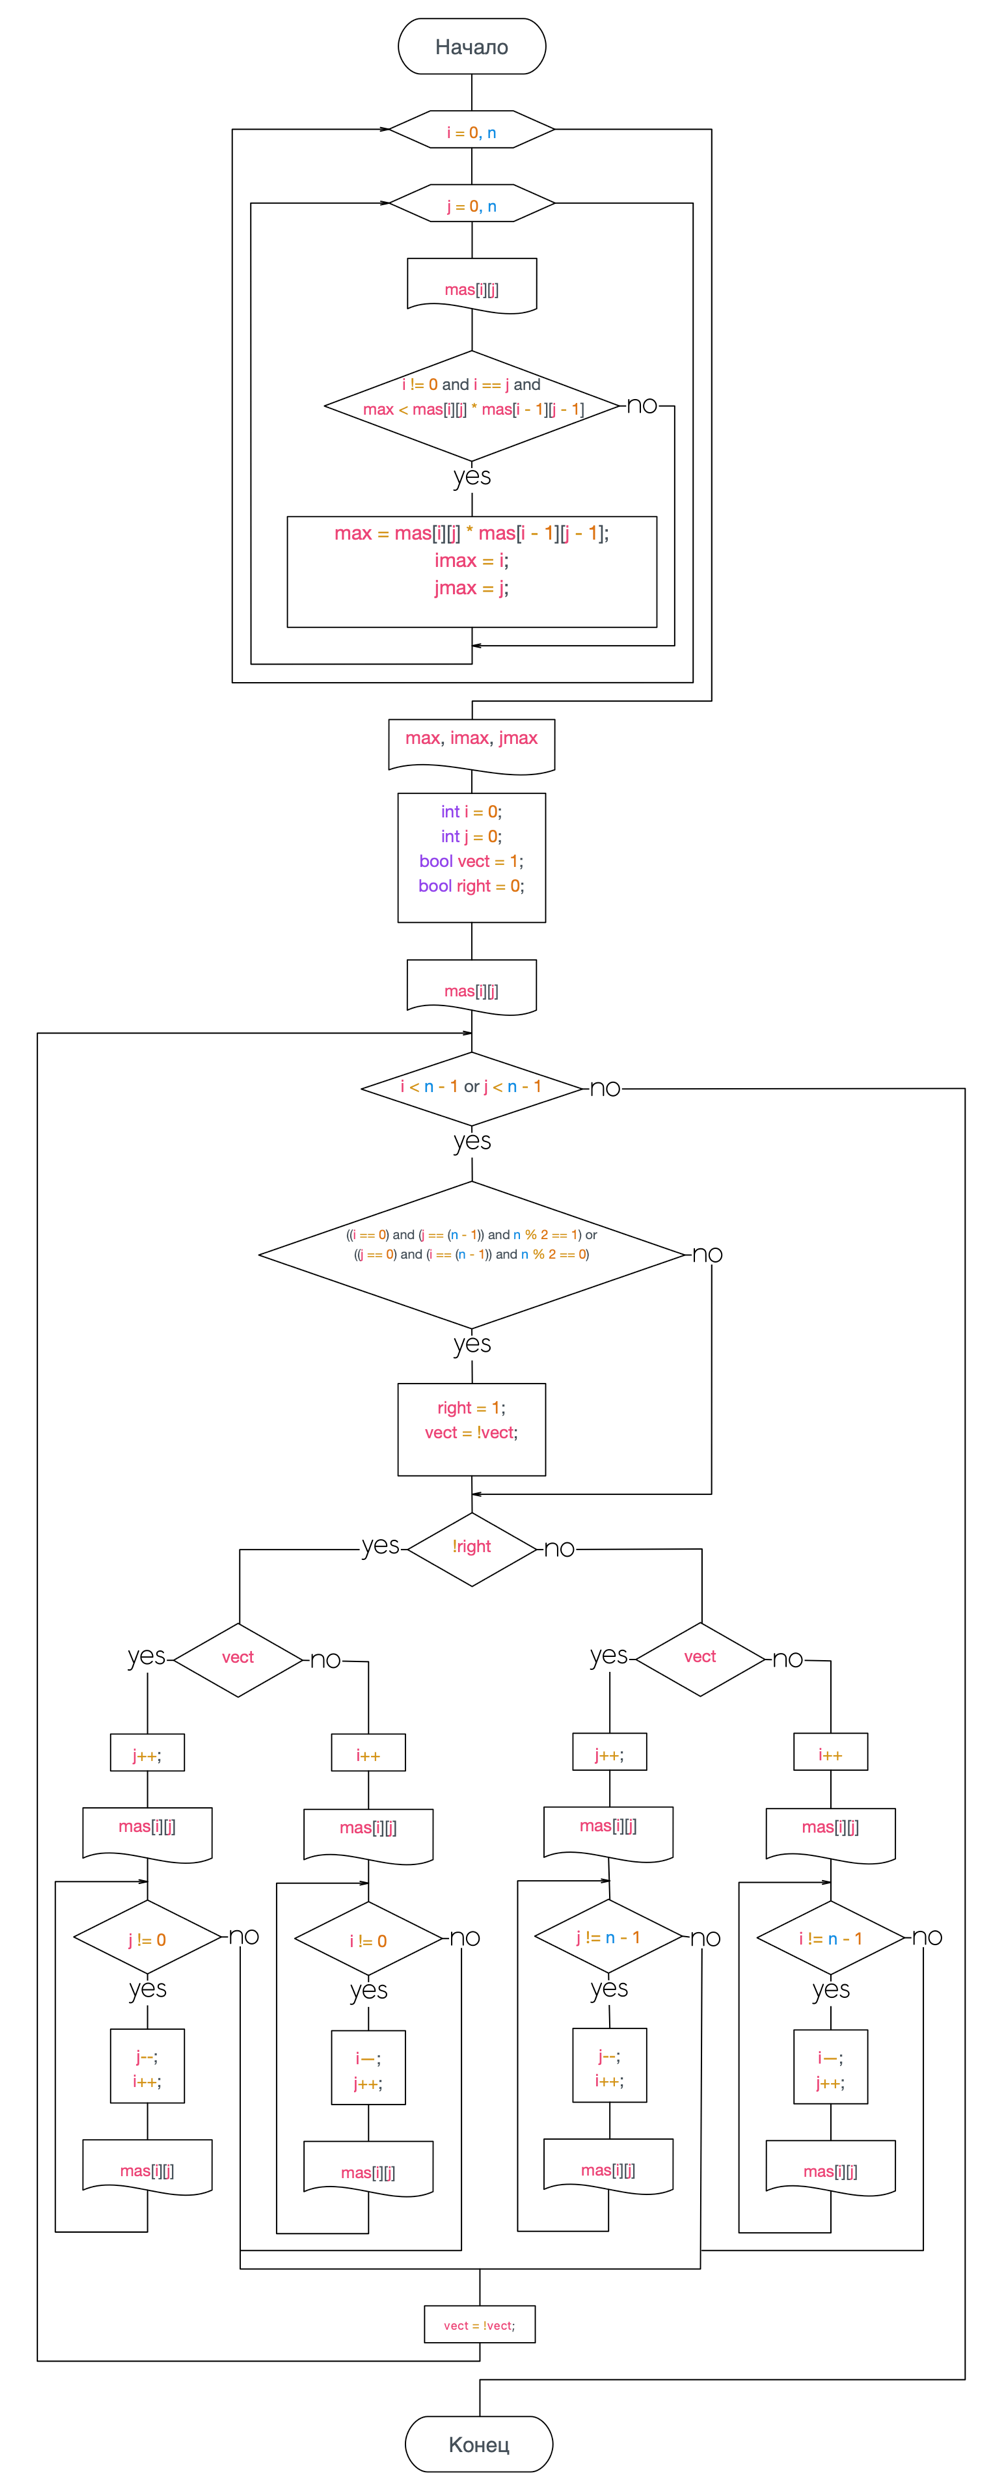 Начало
i = 0, n
j = 0, n
mas[i][j]
i != 0 and i == j and
max < mas[i][j] * mas[i - 1][j - 1]
no
yes
max = mas[i][j] * mas[i - 1][j - 1];
imax = i;
jmax = j;
max, imax, jmax
int i = 0;
int j = 0;
bool vect = 1;
bool right = 0;
mas[i][j]
i < n - 1 or j < n - 1
no
yes
((i == 0) and (j == (n - 1)) and n % 2 == 1) or
((j == 0) and (i == (n - 1)) and n % 2 == 0)
no
yes
right = 1;
vect = !vect;
yes
!right
no
yes
vect
no
yes
vect
no
j++;
i++
j++;
i++
mas[i][j]
mas[i][j]
mas[i][j]
mas[i][j]
j != 0
no
i != 0
no
j != n - 1
no
i != n - 1
no
yes
yes
yes
yes
j--;
i++;
i—;
j++;
j--;
i++;
i—;
j++;
mas[i][j]
mas[i][j]
mas[i][j]
mas[i][j]
vect = !vect;
Конец